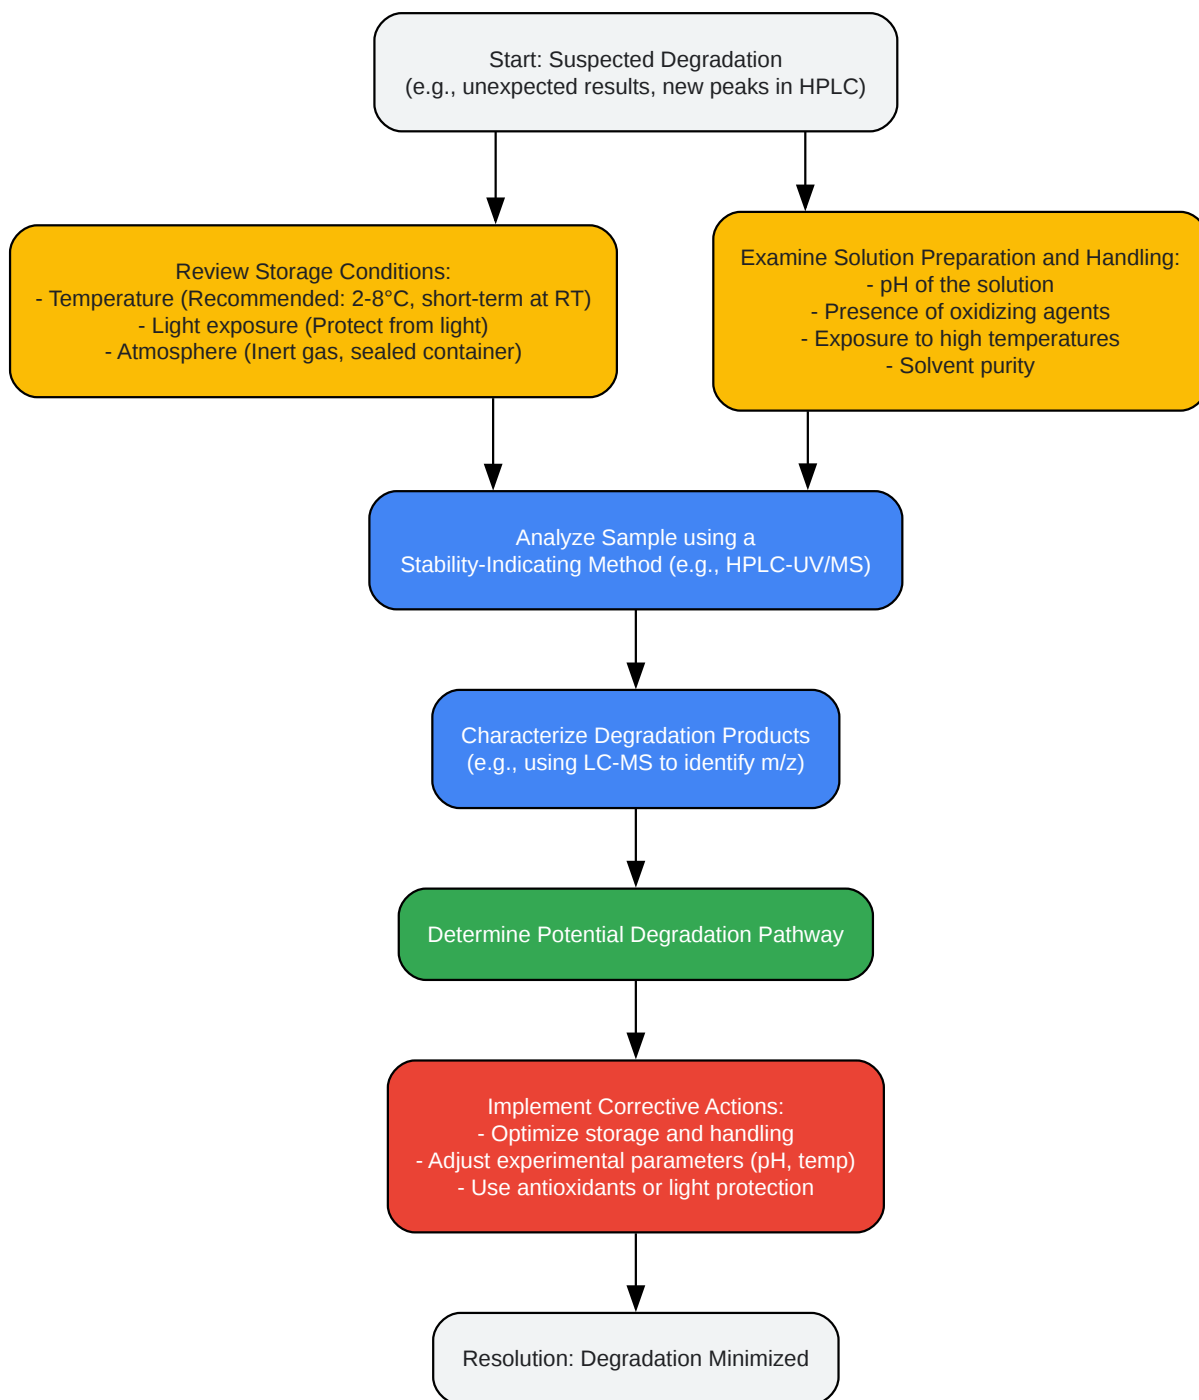 Start: Suspected Degradation
(e.g., unexpected results, new peaks in HPLC)
Review Storage Conditions:
- Temperature (Recommended: 2-8°C, short-term at RT)
- Light exposure (Protect from light)
- Atmosphere (Inert gas, sealed container)
Examine Solution Preparation and Handling:
- pH of the solution
- Presence of oxidizing agents
- Exposure to high temperatures
- Solvent purity
Analyze Sample using a
Stability-Indicating Method (e.g., HPLC-UV/MS)
Characterize Degradation Products
(e.g., using LC-MS to identify m/z)
Determine Potential Degradation Pathway
Implement Corrective Actions:
- Optimize storage and handling
- Adjust experimental parameters (pH, temp)
- Use antioxidants or light protection
Resolution: Degradation Minimized